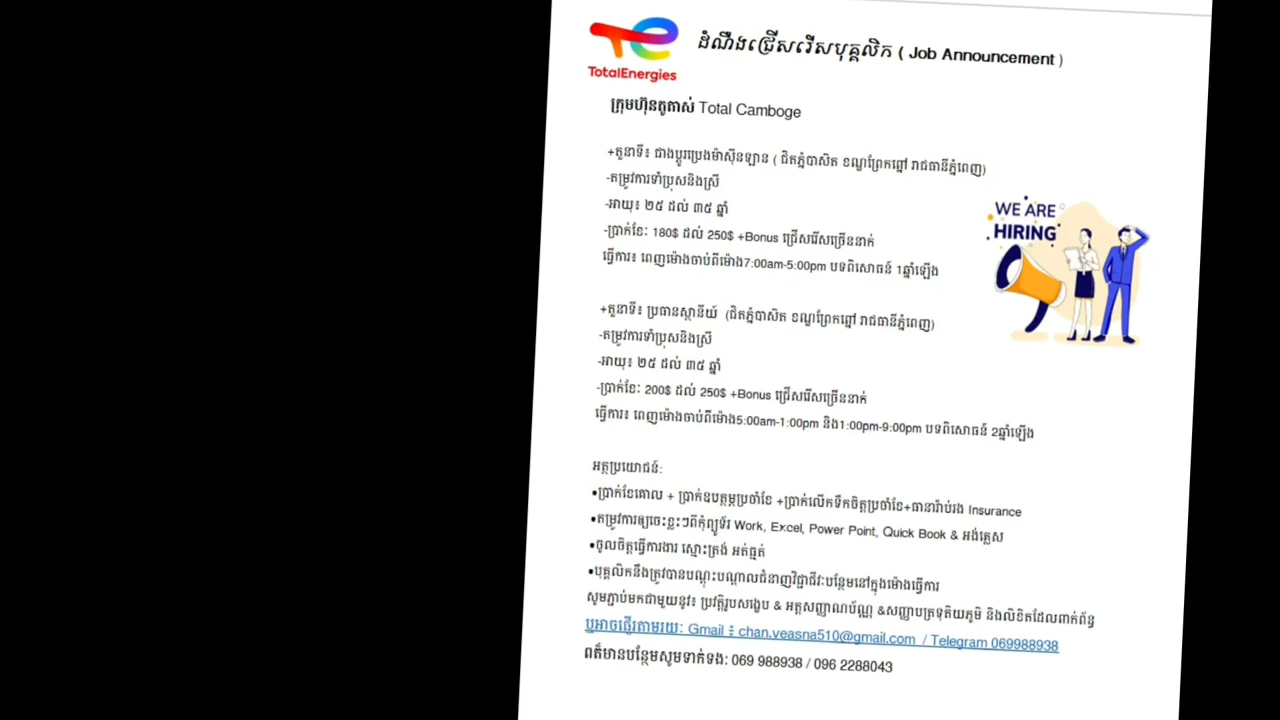 TotalEnergies
ដំណឹងជ្រើសរើសបុគ្គលិក ( Job Announcement )
ក្រុមហ៊ុនតូតាល់ Total Camboge
+តួនាទី៖ ជាងប្តូរប្រេងម៉ាស៊ីនឡាន ( ជិតភ្នំបាសិត ខណ្ឌព្រែកព្នៅ រាជធានីភ្នំពេញ)
-តម្រូវការទាំប្រុសនិងស្រី
-អាយុ៖ ២៥ ដល់ ៣៥ ឆ្នាំ
-ប្រាក់ខែៈ 180$ ដល់ 250$ +Bonus ជ្រើសរើសច្រើននាក់
ធ្វើការ៖ ពេញម៉ោងចាប់ពីម៉ោង7:00am-5:00pm បទពិសោធន៍ 1ឆ្នាំឡើង
WE ARE
HIRING
+តួនាទី៖ ប្រធានស្ថានីយ៍ (ជិតភ្នំបាសិត ខណ្ឌព្រែកព្នៅ រាជធានីភ្នំពេញ)
-តម្រូវការទាំប្រុសនិងស្រី
-អាយុ៖ ២៥ ដល់ ៣៥ ឆ្នាំ
-ប្រាក់ខែៈ 200$ ដល់ 250$ +Bonus ជ្រើសរើសច្រើននាក់
ធ្វើការ៖ ពេញម៉ោងចាប់ពីម៉ោង5:00am-1:00pm និង1:00pm-9:00pm បទពិសោធន៍ 2ឆ្នាំឡើង
អត្ថប្រយោជន៍:
•ប្រាក់ខែគោល + ប្រាក់ឧបត្ថម្ភប្រចាំខែ +ប្រាក់លើកទឹកចិត្តប្រចាំខែ+ធានារ៉ាប់រង Insurance
•តម្រូវការឲ្យចេះខ្លះៗពីកុំព្យូទ័រ Work, Excel, Power Point, Quick Book & អង់គ្លេស
•ចូលចិត្តធ្វើការងារ ស្មោះត្រង់ អត់ធ្មត់
•បុគ្គលិកនឹងត្រូវបានបណ្តុះបណ្តាលជំនាញវិជ្ជាជីវៈបន្ថែមនៅក្នុងម៉ោងធ្វើការ
សូមភ្ជាប់មកជាមួយនូវ៖ ប្រវត្តិរូបសង្ខេប & អត្តសញ្ញាណប័ណ្ណ &សញ្ញាបត្រទុតិយភូមិ និងលិខិតដែលពាក់ព័ន្ធ
ឬអាចផ្ញើរតាមរយៈ Gmail ៖ chan.veasna510@gmail.com / Telegram 069988938
ពត៌មានបន្ថែមសូមទាក់ទង: 069 988938 / 096 2288043